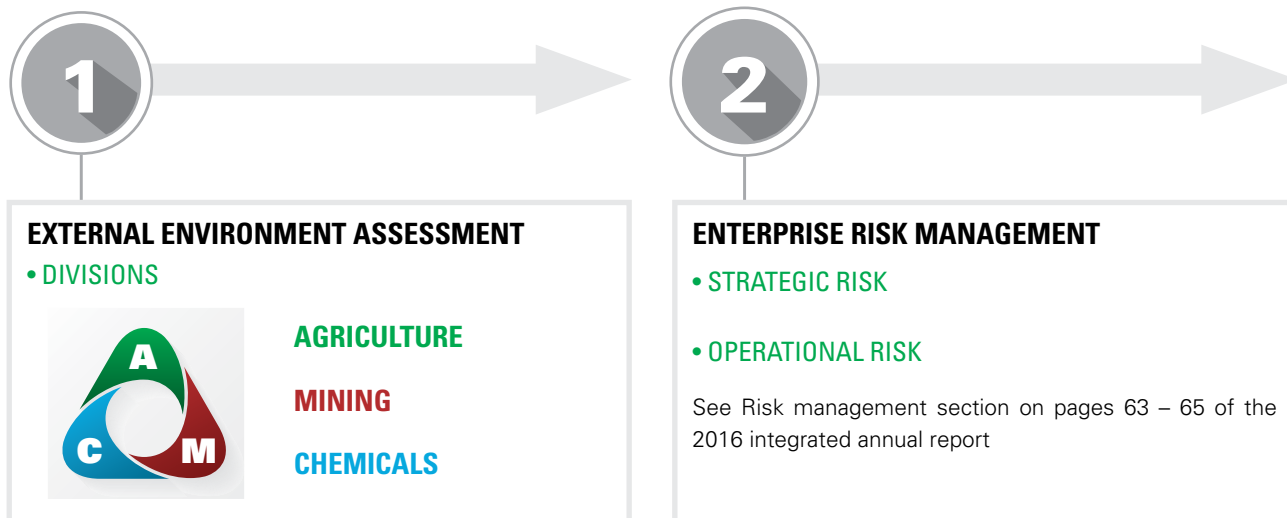 1
EXTERNAL ENVIRONMENT ASSESSMENT
• DIVISIONS
A
C
M
AGRICULTURE
MINING
CHEMICALS
2
ENTERPRISE RISK MANAGEMENT
• STRATEGIC RISK
• OPERATIONAL RISK
See Risk management section on pages 63 – 65 of the
2016 integrated annual report